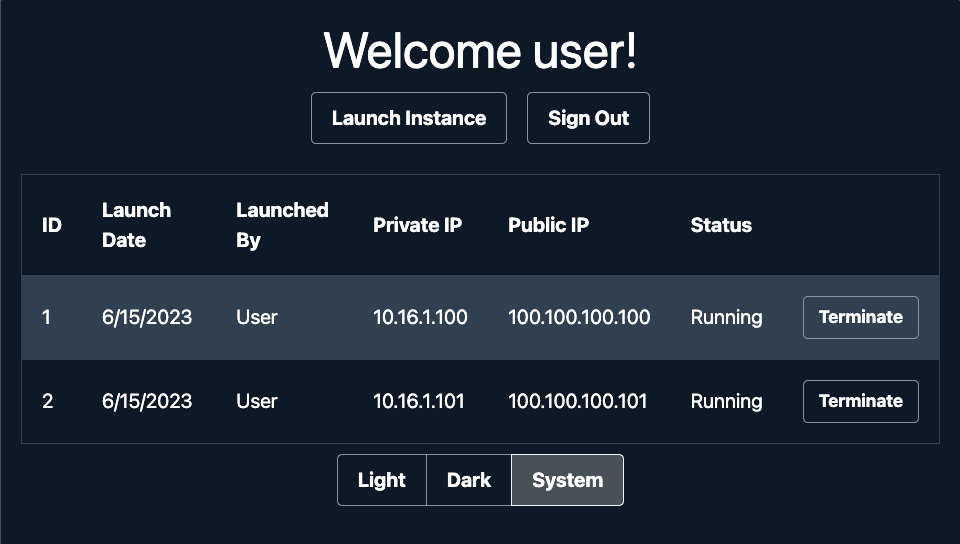 Welcome user!
Launch Instance Sign Out
ID Launch Date Launched By Private IP Public IP Status
1 6/15/2023 User 10.16.1.100 100.100.100.100 Running Terminate
2 6/15/2023 User 10.16.1.101 100.100.100.101 Running Terminate
Light Dark System